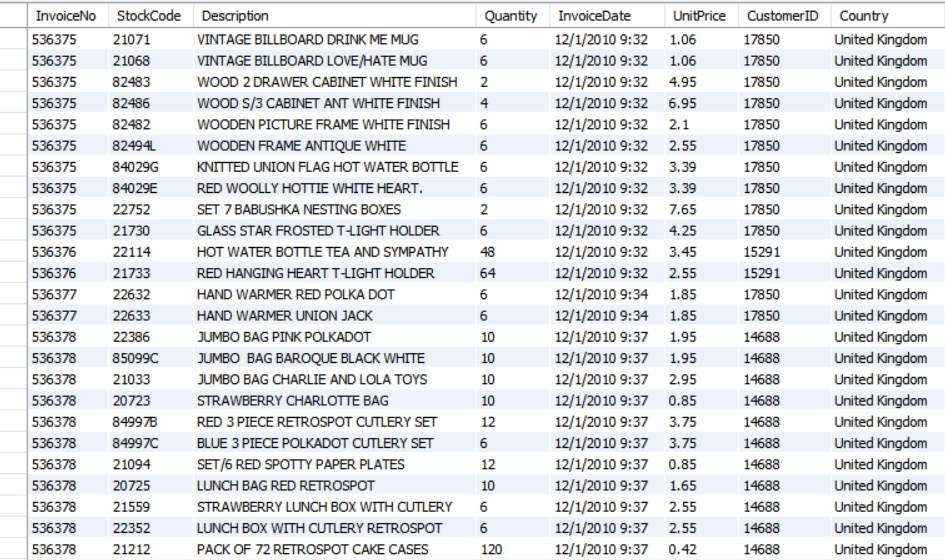 InvoiceNo StockCode Description Quantity InvoiceDate UnitPrice CustomerID Country
536375 21071 VINTAGE BILLBOARD DRINK ME MUG 6 12/1/2010 9:32 1.06 17850 United Kingdom
536375 21068 VINTAGE BILLBOARD LOVE/HATE MUG 6 12/1/2010 9:32 1.06 17850 United Kingdom
536375 82483 WOOD 2 DRAWER CABINET WHITE FINISH 2 12/1/2010 9:32 4.95 17850 United Kingdom
536375 82486 WOOD S/3 CABINET ANT WHITE FINISH 4 12/1/2010 9:32 6.95 17850 United Kingdom
536375 82482 WOODEN PICTURE FRAME WHITE FINISH 6 12/1/2010 9:32 2.1 17850 United Kingdom
536375 82494L WOODEN FRAME ANTIQUE WHITE 6 12/1/2010 9:32 2.55 17850 United Kingdom
536375 84029G KNITTED UNION FLAG HOT WATER BOTTLE 6 12/1/2010 9:32 3.39 17850 United Kingdom
536375 84029E RED WOOLLY HOTTIE WHITE HEART. 6 12/1/2010 9:32 3.39 17850 United Kingdom
536375 22752 SET 7 BABUSHKA NESTING BOXES 2 12/1/2010 9:32 7.65 17850 United Kingdom
536375 21730 GLASS STAR FROSTED T-LIGHT HOLDER 6 12/1/2010 9:32 4.25 17850 United Kingdom
536376 22114 HOT WATER BOTTLE TEA AND SYMPATHY 48 12/1/2010 9:32 3.45 15291 United Kingdom
536376 21733 RED HANGING HEART T-LIGHT HOLDER 64 12/1/2010 9:32 2.55 15291 United Kingdom
536377 22632 HAND WARMER RED POLKA DOT 6 12/1/2010 9:34 1.85 17850 United Kingdom
536377 22633 HAND WARMER UNION JACK 6 12/1/2010 9:34 1.85 17850 United Kingdom
536378 22386 JUMBO BAG PINK POLKADOT 10 12/1/2010 9:37 1.95 14688 United Kingdom
536378 85099C JUMBO  BAG BAROQUE BLACK WHITE 10 12/1/2010 9:37 1.95 14688 United Kingdom
536378 21033 JUMBO BAG CHARLIE AND LOLA TOYS 10 12/1/2010 9:37 2.95 14688 United Kingdom
536378 20723 STRAWBERRY CHARLOTTE BAG 10 12/1/2010 9:37 0.85 14688 United Kingdom
536378 84997B RED 3 PIECE RETROSPOT CUTLERY SET 12 12/1/2010 9:37 3.75 14688 United Kingdom
536378 84997C BLUE 3 PIECE POLKADOT CUTLERY SET 6 12/1/2010 9:37 3.75 14688 United Kingdom
536378 21094 SET/6 RED SPOTTY PAPER PLATES 12 12/1/2010 9:37 0.85 14688 United Kingdom
536378 20725 LUNCH BAG RED RETROSPOT 10 12/1/2010 9:37 1.65 14688 United Kingdom
536378 21559 STRAWBERRY LUNCH BOX WITH CUTLERY 6 12/1/2010 9:37 2.55 14688 United Kingdom
536378 22352 LUNCH BOX WITH CUTLERY RETROSPOT 6 12/1/2010 9:37 2.55 14688 United Kingdom
536378 21212 PACK OF 72 RETROSPOT CAKE CASES 120 12/1/2010 9:37 0.42 14688 United Kingdom